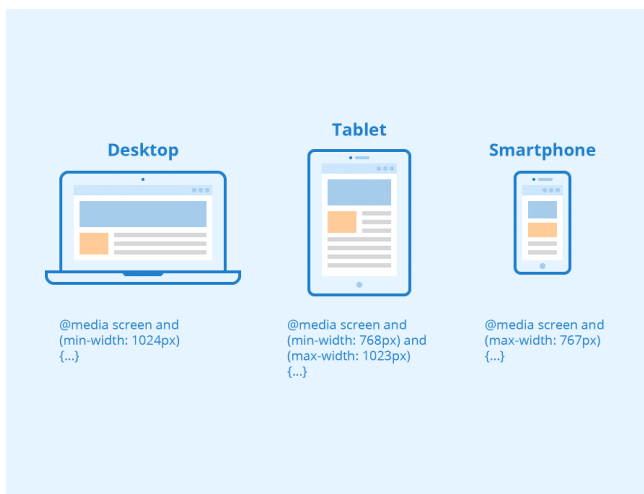 Desktop
@media screen and
(min-width: 1024px)
{...}
Tablet
@media screen and
(min-width: 768px) and
(max-width: 1023px)
{...}
Smartphone
@media screen and
(max-width: 767px)
{...}